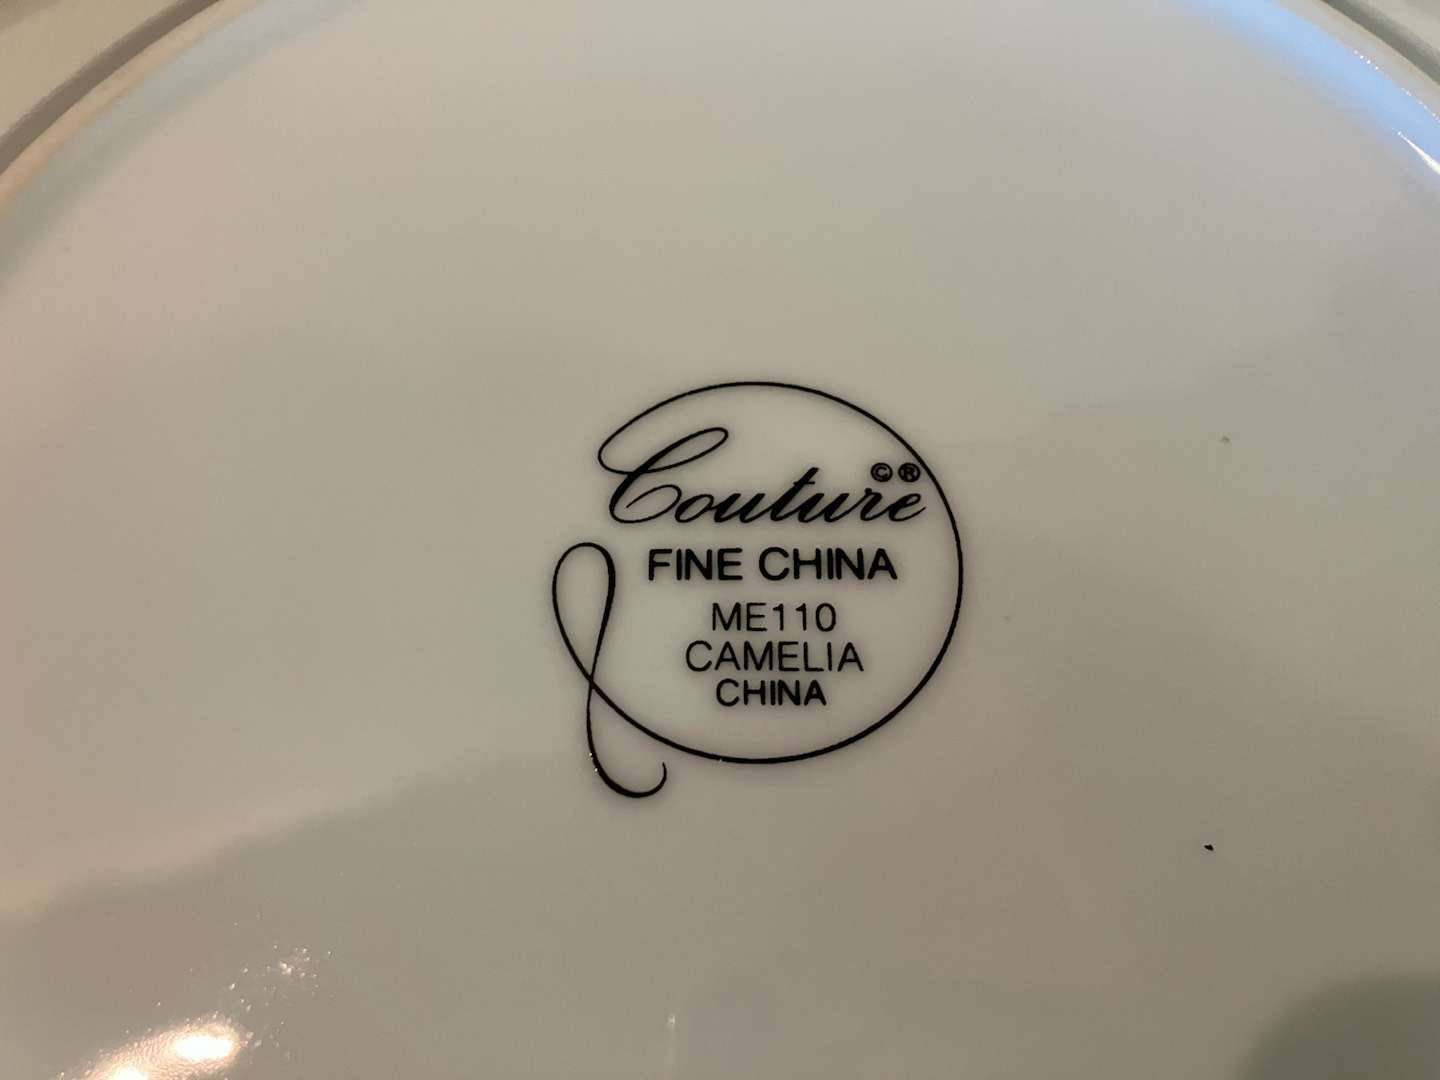 Couture ©®
FINE CHINA
ME110
CAMELIA
CHINA